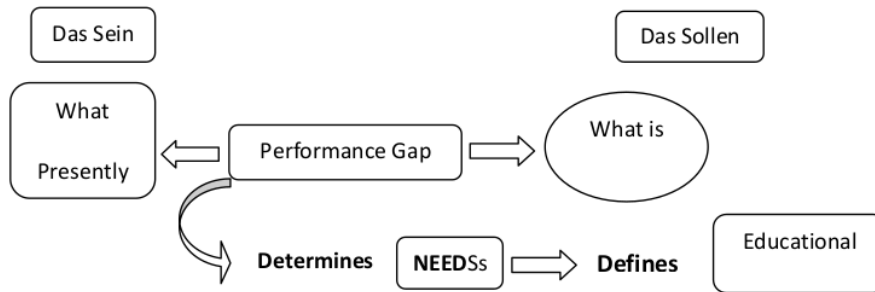 Das Sein
Das Sollen
What
Presently
Performance Gap
What is
Determines
NEEDSs
Defines
Educational